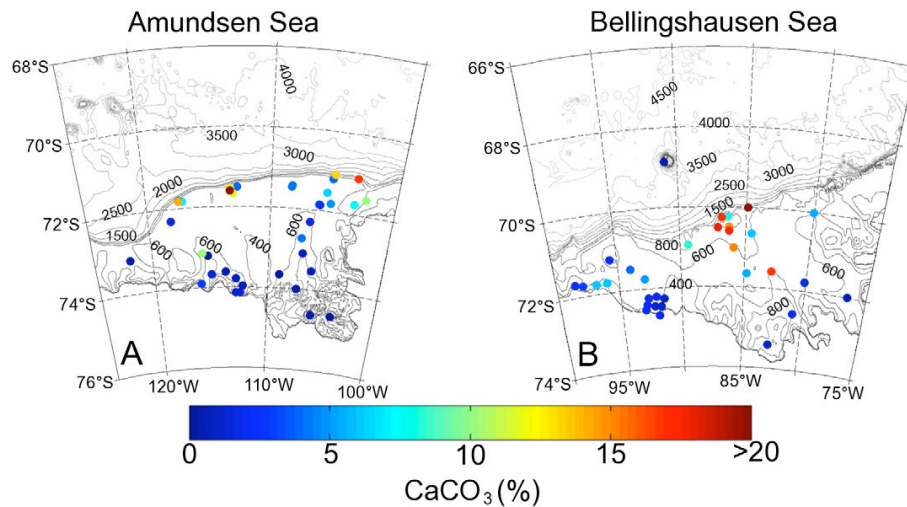 Amundsen Sea
Bellingshausen Sea
68°S
70°S
72°S
74°S
76°S
120°W
110°W
100°W
4000
3500
3000
2000
2500
1500
600
600
400
600
A
66°S
68°S
70°S
72°S
74°S
95°W
85°W
75°W
4500
4000
3500
3000
2500
1500
800
600
400
600
800
B
0
5
10
15
>20
CaCO₃ (%)